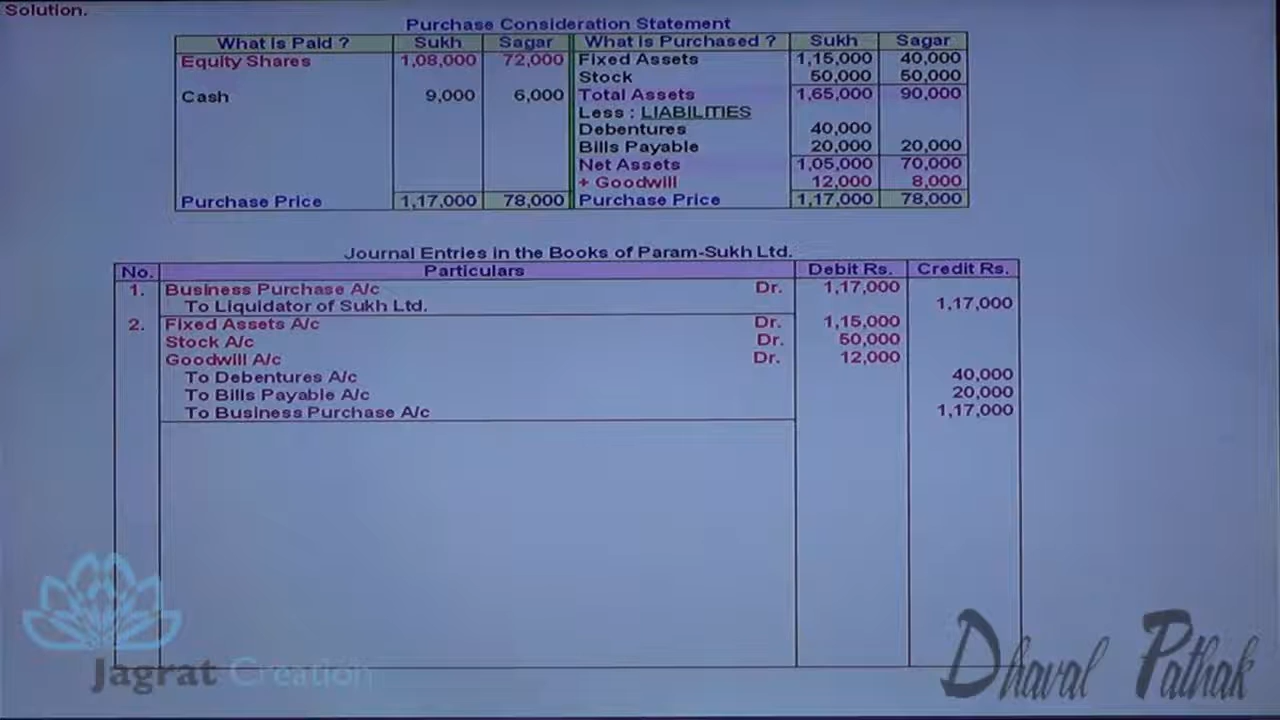 Solution.
Purchase Consideration Statement
What is Paid ? Sukh Sagar What is Purchased ? Sukh Sagar
Equity Shares 1,08,000 72,000 Fixed Assets 1,15,000 40,000
Stock 50,000 50,000
Cash 9,000 6,000 Total Assets 1,65,000 90,000
Less : LIABILITIES
Debentures 40,000
Bills Payable 20,000 20,000
Net Assets 1,05,000 70,000
+ Goodwill 12,000 8,000
Purchase Price 1,17,000 78,000 Purchase Price 1,17,000 78,000
Journal Entries in the Books of Param-Sukh Ltd.
No. Particulars Debit Rs. Credit Rs.
1. Business Purchase A/c Dr. 1,17,000
To Liquidator of Sukh Ltd. 1,17,000
2. Fixed Assets A/c Dr. 1,15,000
Stock A/c Dr. 50,000
Goodwill A/c Dr. 12,000
To Debentures A/c 40,000
To Bills Payable A/c 20,000
To Business Purchase A/c 1,17,000
Jagrat Creation
Dhaval Pathak